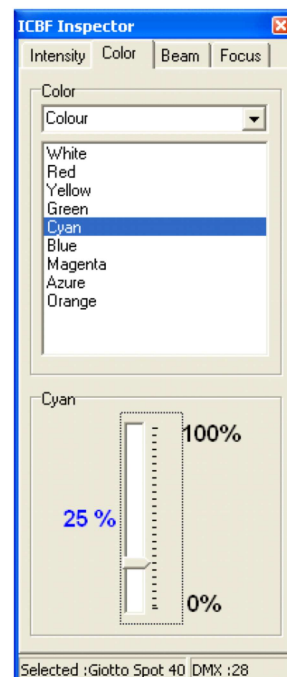 ICBF Inspector
Intensity Color Beam Focus
Color
Colour
White
Red
Yellow
Green
Cyan
Blue
Magenta
Azure
Orange
Cyan
100%
25 %
0%
Selected :Giotto Spot 40 DMX :28